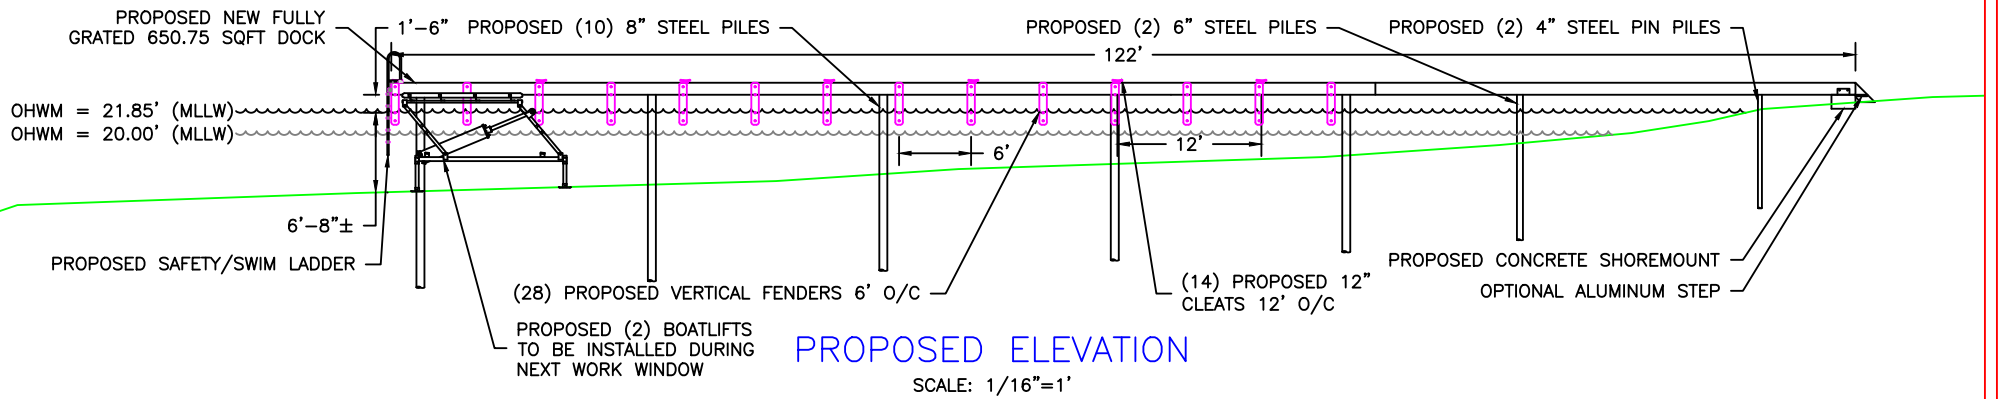 PROPOSED NEW FULLY
GRATED 650.75 SQFT DOCK
1'-6"
PROPOSED (10) 8" STEEL PILES
PROPOSED (2) 6" STEEL PILES
PROPOSED (2) 4" STEEL PIN PILES
122'
OHWM = 21.85' (MLLW)
OHWM = 20.00' (MLLW)
6'
12'
6'-8"±
PROPOSED SAFETY/SWIM LADDER
(28) PROPOSED VERTICAL FENDERS 6' O/C
(14) PROPOSED 12"
CLEATS 12' O/C
PROPOSED CONCRETE SHOREMOUNT
OPTIONAL ALUMINUM STEP
PROPOSED (2) BOATLIFTS
TO BE INSTALLED DURING
NEXT WORK WINDOW
PROPOSED ELEVATION
SCALE: 1/16"=1'